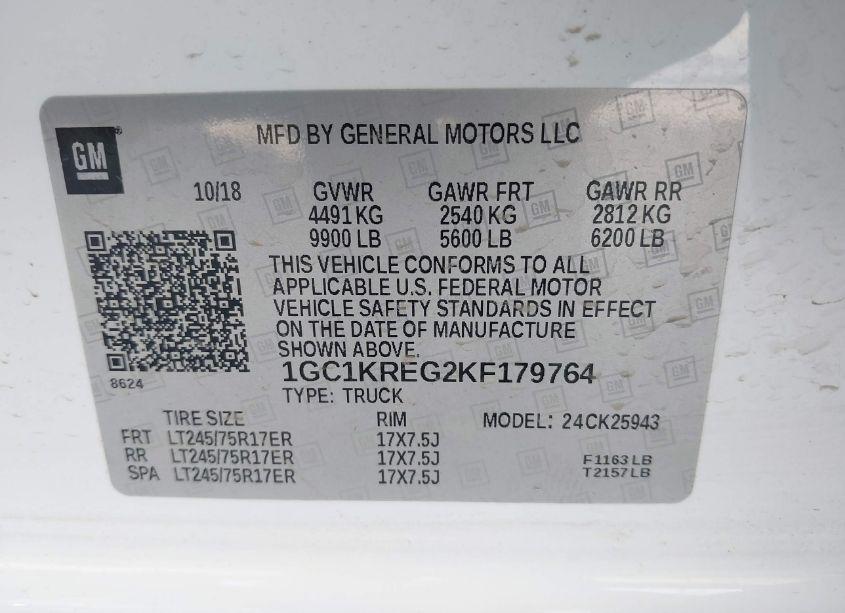 GM
MFD BY GENERAL MOTORS LLC
10/18 GVWR GAWR FRT GAWR RR
4491 KG 2540 KG 2812 KG
9900 LB 5600 LB 6200 LB
THIS VEHICLE CONFORMS TO ALL
APPLICABLE U.S. FEDERAL MOTOR
VEHICLE SAFETY STANDARDS IN EFFECT
ON THE DATE OF MANUFACTURE
SHOWN ABOVE.
8624
1GC1KREG2KF179764
TYPE: TRUCK
TIRE SIZE RIM MODEL: 24CK25943
FRT LT245/75R17ER 17X7.5J
RR LT245/75R17ER 17X7.5J F1163 LB
SPA LT245/75R17ER 17X7.5J T2157 LB